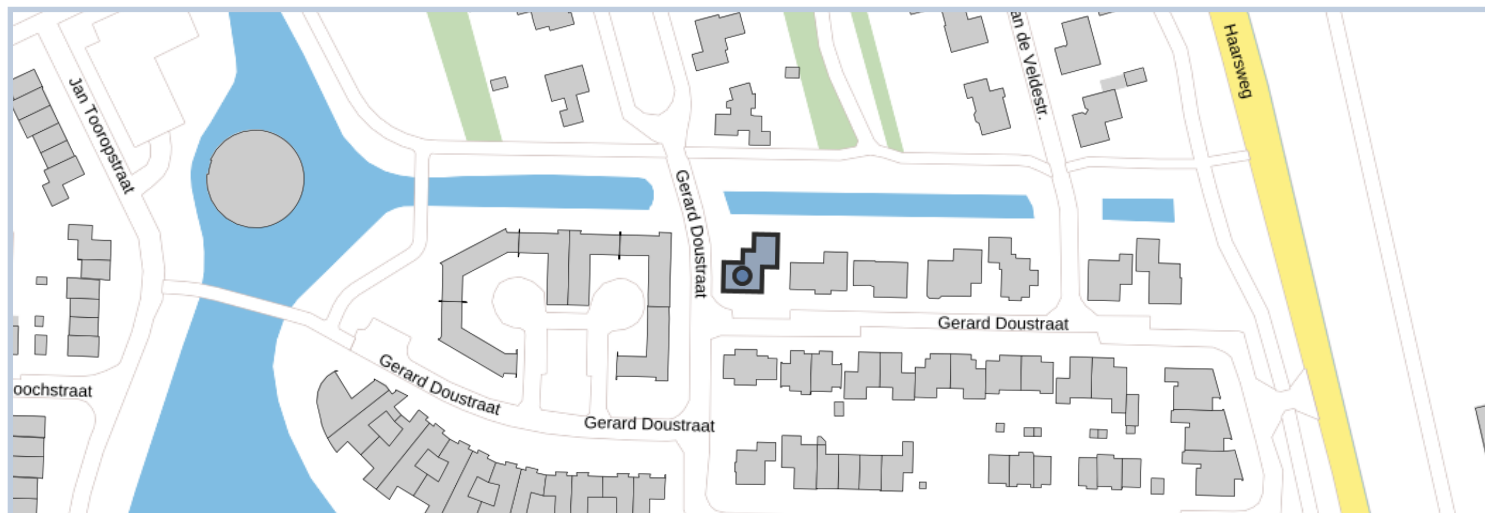 Haarsweg
an de Veldestr.
Jan Tooropstraat
Gerard Doustraat
Gerard Doustraat
Gerard Doustraat
oochstraat
Gerard Doustraat